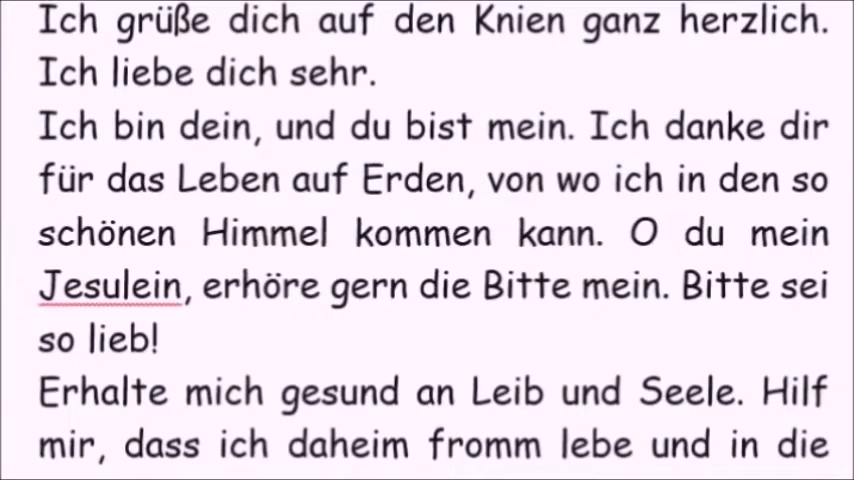 Ich grüße dich auf den Knien ganz herzlich.
Ich liebe dich sehr.
Ich bin dein, und du bist mein. Ich danke dir
für das Leben auf Erden, von wo ich in den so
schönen Himmel kommen kann. O du mein
Jesulein, erhöre gern die Bitte mein. Bitte sei
so lieb!
Erhalte mich gesund an Leib und Seele. Hilf
mir, dass ich daheim fromm lebe und in die